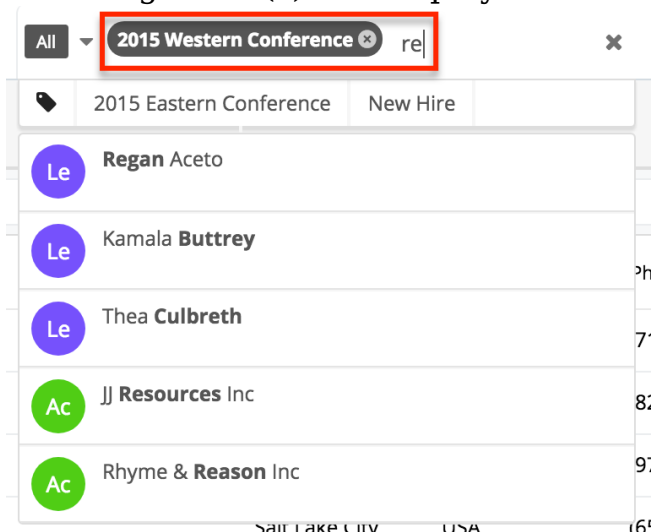 All 2015 Western Conference re
2015 Eastern Conference New Hire
Le Regan Aceto
Le Kamala Buttrey
Le Thea Culbreth
Ac JJ Resources Inc
Ac Rhyme & Reason Inc